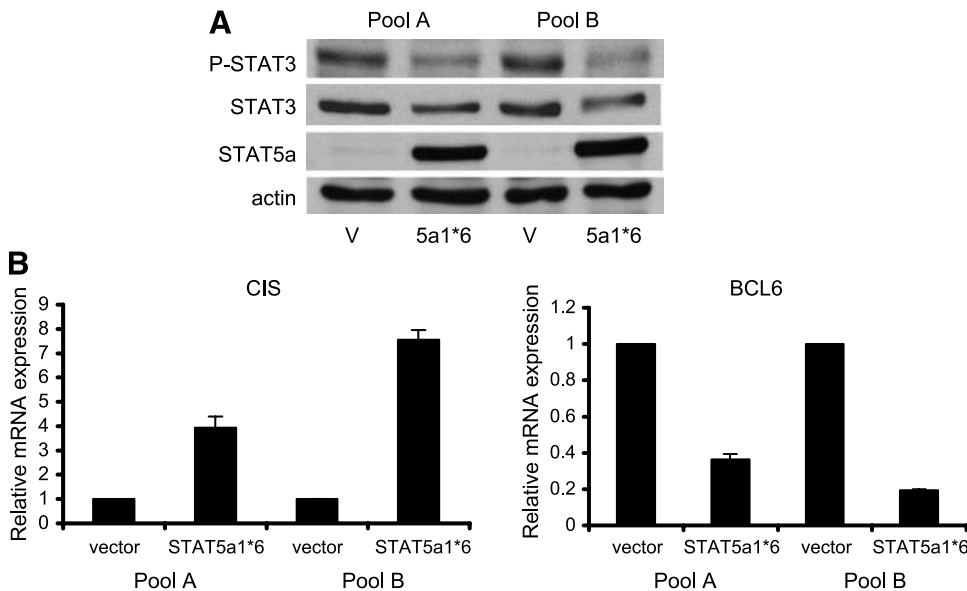 A
Pool A Pool B
P-STAT3
STAT3
STAT5a
actin
V 5a1*6 V 5a1*6
B
CIS
Relative mRNA expression
9
8
7
6
5
4
3
2
1
0
vector STAT5a1*6 vector STAT5a1*6
Pool A Pool B
BCL6
Relative mRNA expression
1.2
1
0.8
0.6
0.4
0.2
0
vector STAT5a1*6 vector STAT5a1*6
Pool A Pool B